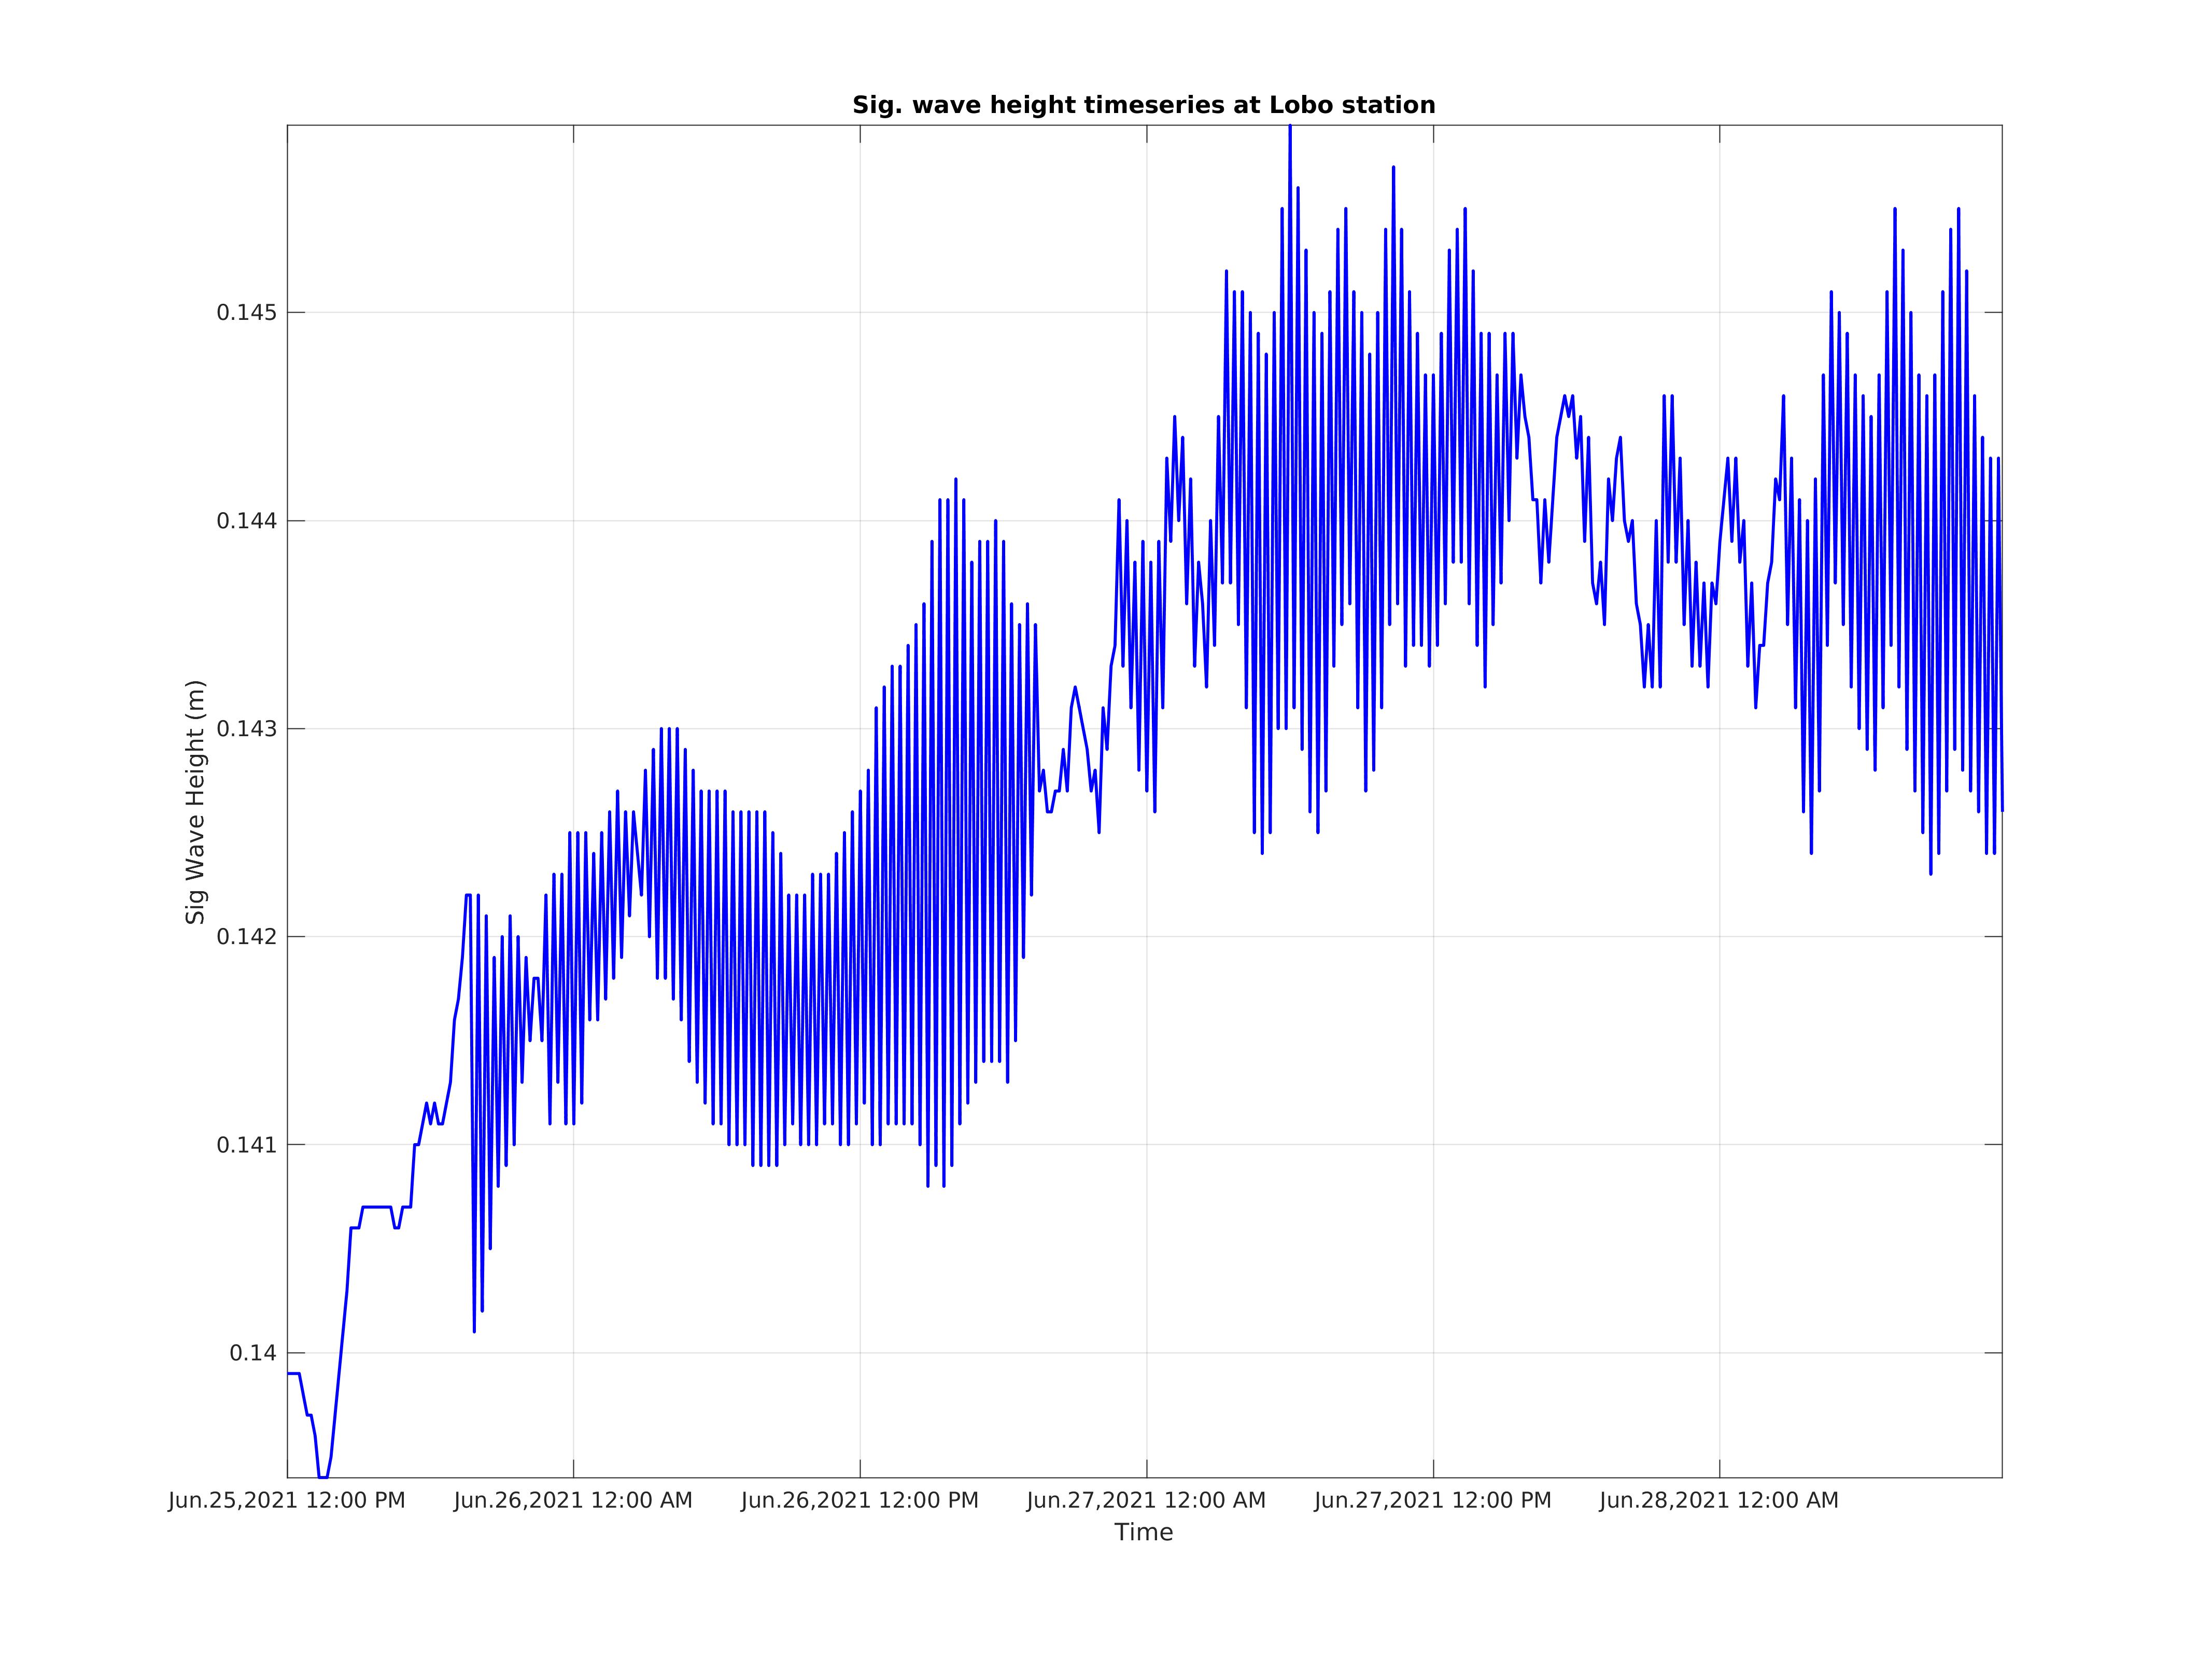 Sig. wave height timeseries at Lobo station
Sig Wave Height (m)
0.145
0.144
0.143
0.142
0.141
0.14
Jun.25,2021 12:00 PM
Jun.26,2021 12:00 AM
Jun.26,2021 12:00 PM
Jun.27,2021 12:00 AM
Jun.27,2021 12:00 PM
Jun.28,2021 12:00 AM
Time